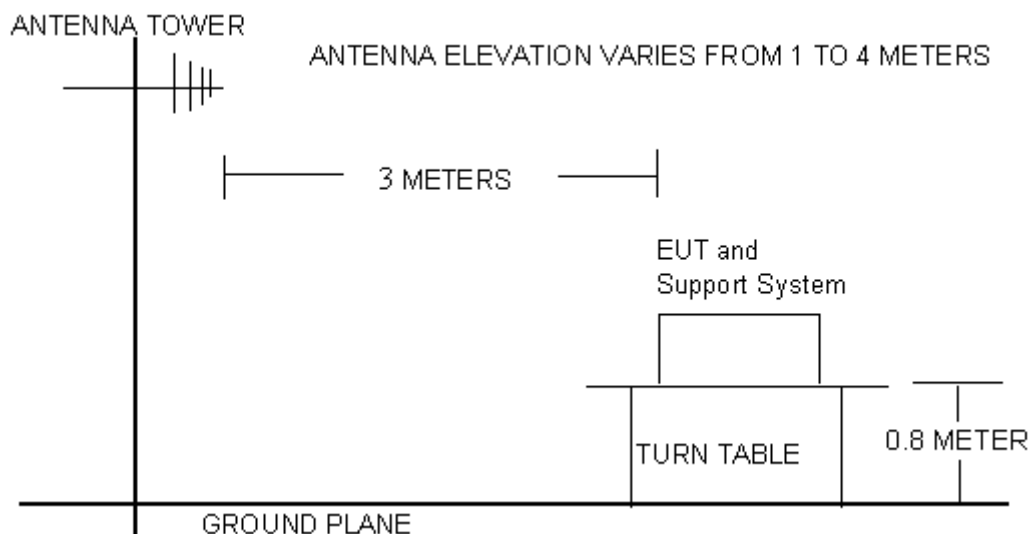 ANTENNA TOWER
ANTENNA ELEVATION VARIES FROM 1 TO 4 METERS
3 METERS
EUT and
Support System
0.8 METER
TURN TABLE
GROUND PLANE